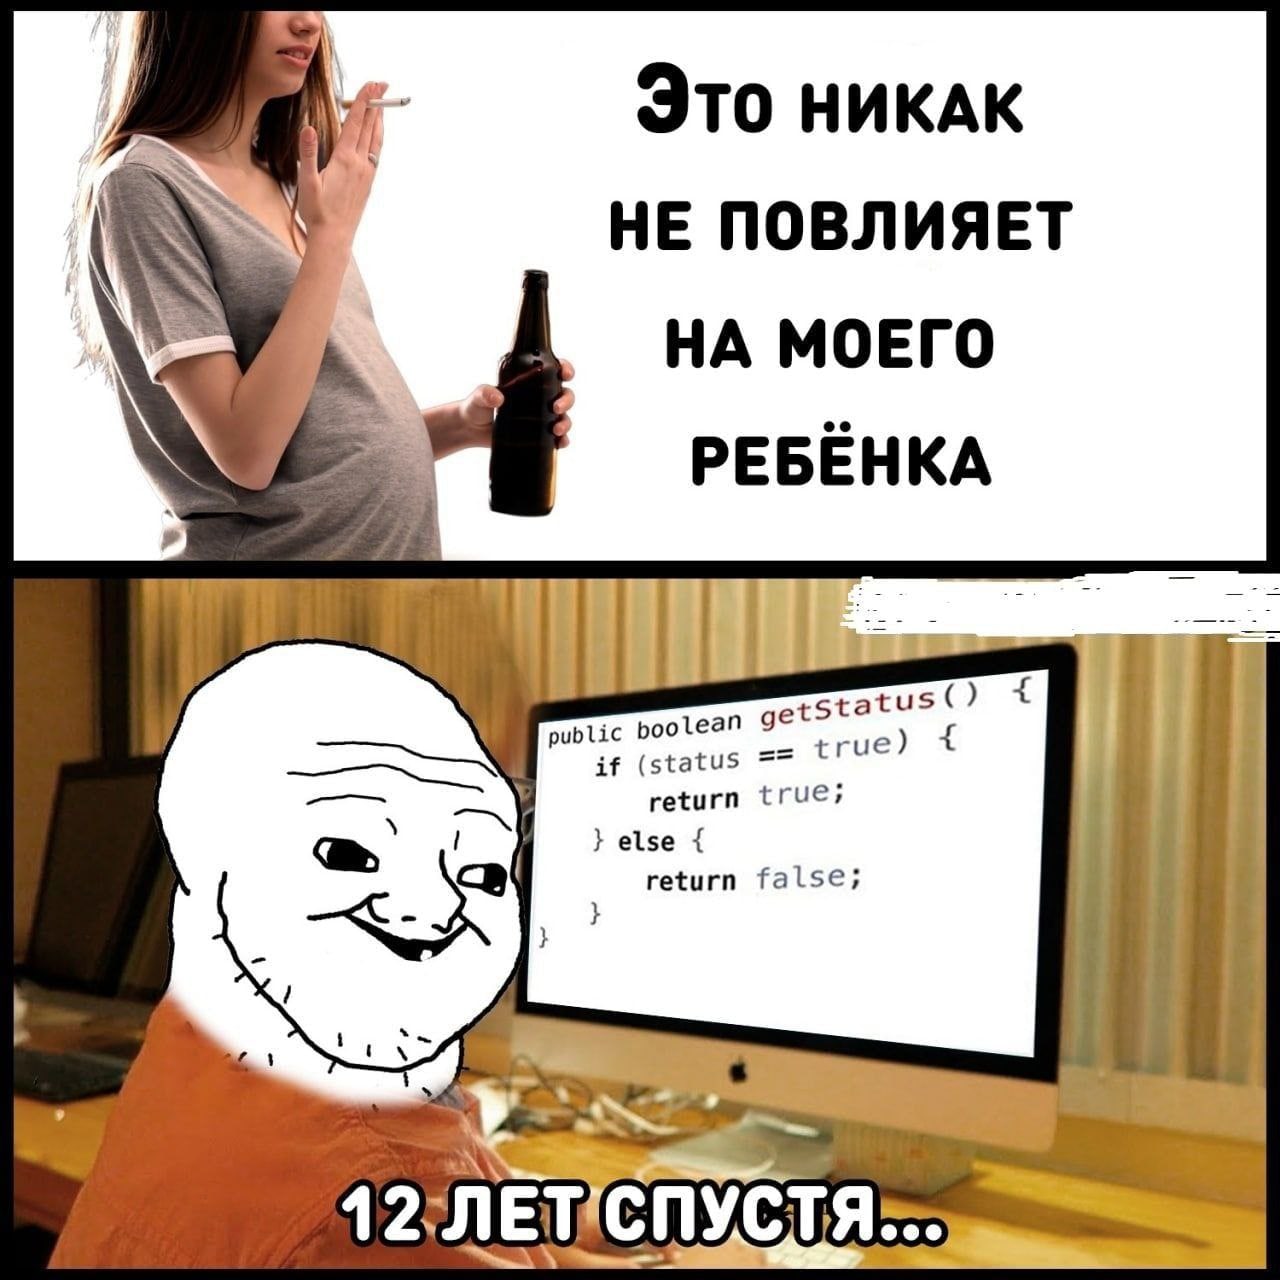 Это никак
не повлияет
на моего
ребёнка
public boolean getStatus() {
if (status == true) {
return true;
} else {
return false;
}
}
12 ЛЕТ СПУСТЯ...